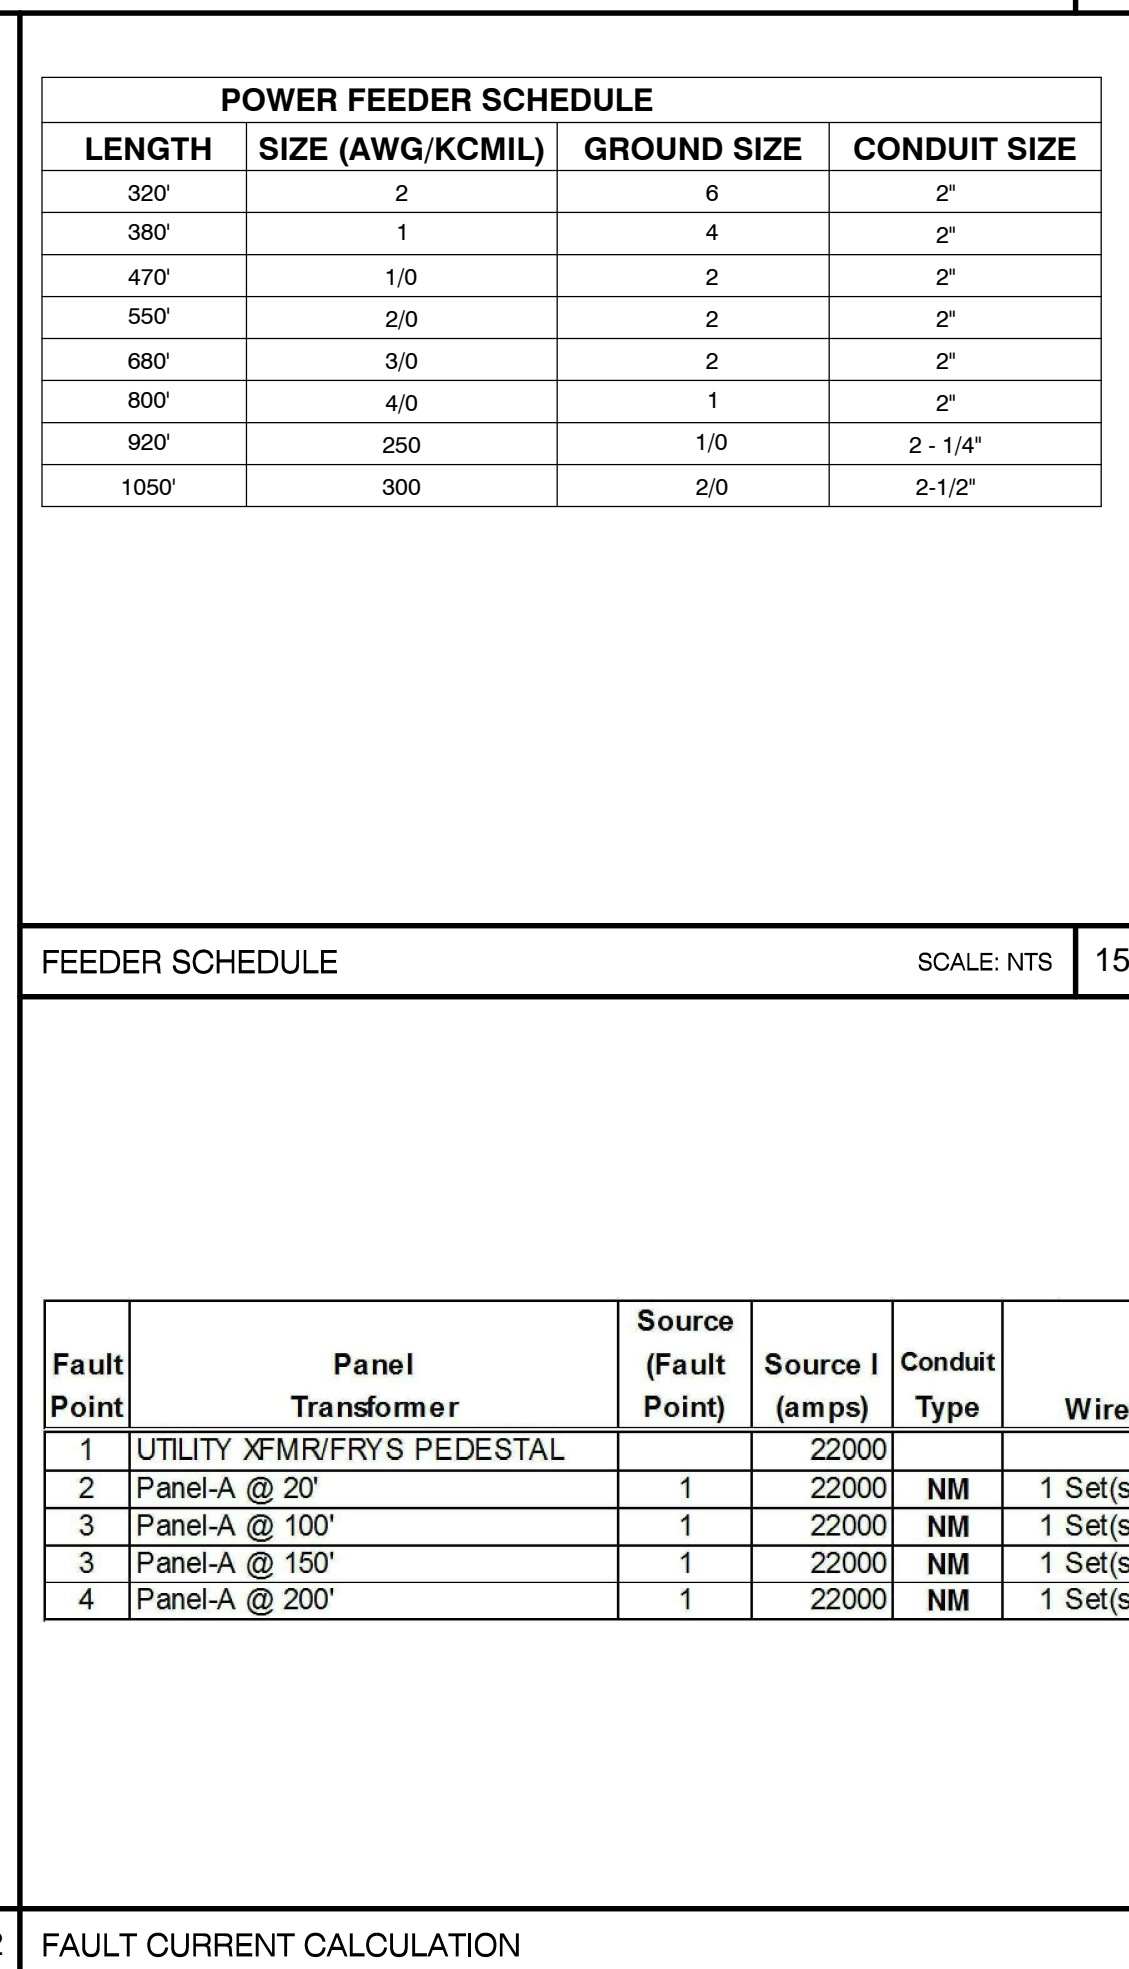 POWER FEEDER SCHEDULE
LENGTH SIZE (AWG/KCMIL) GROUND SIZE CONDUIT SIZE
320' 2 6 2"
380' 1 4 2"
470' 1/0 2 2"
550' 2/0 2 2"
680' 3/0 2 2"
800' 4/0 1 2"
920' 250 1/0 2 - 1/4"
1050' 300 2/0 2-1/2"
FEEDER SCHEDULE SCALE: NTS 15
Fault Point Panel Transformer Source (Fault Point) Source I (amps) Conduit Type Wire
1 UTILITY XFMR/FRYS PEDESTAL 22000
2 Panel-A @ 20' 1 22000 NM 1 Set(s
3 Panel-A @ 100' 1 22000 NM 1 Set(s
3 Panel-A @ 150' 1 22000 NM 1 Set(s
4 Panel-A @ 200' 1 22000 NM 1 Set(s
FAULT CURRENT CALCULATION